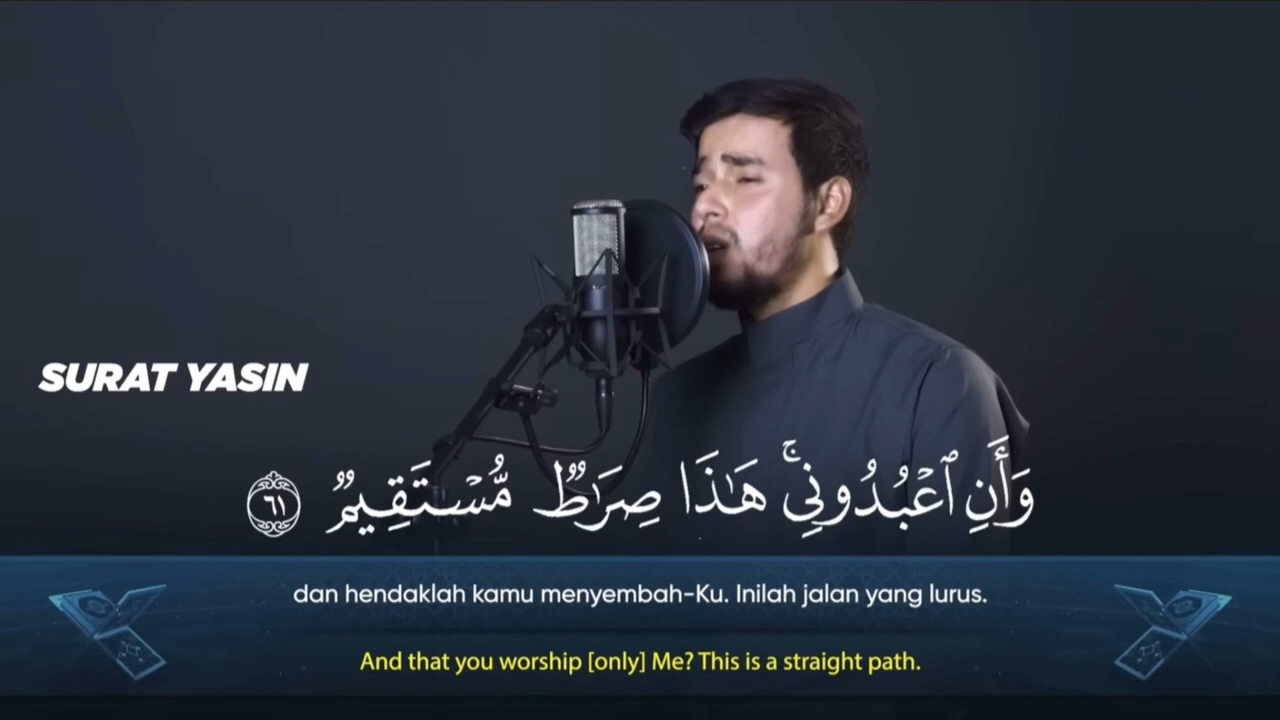 SURAT YASIN
وَأَنِ ٱعْبُدُونِىۚ هَـٰذَا صِرَٰطٌ مُّسْتَقِيمٌ ٦١
dan hendaklah kamu menyembah-Ku. Inilah jalan yang lurus.
And that you worship [only] Me? This is a straight path.